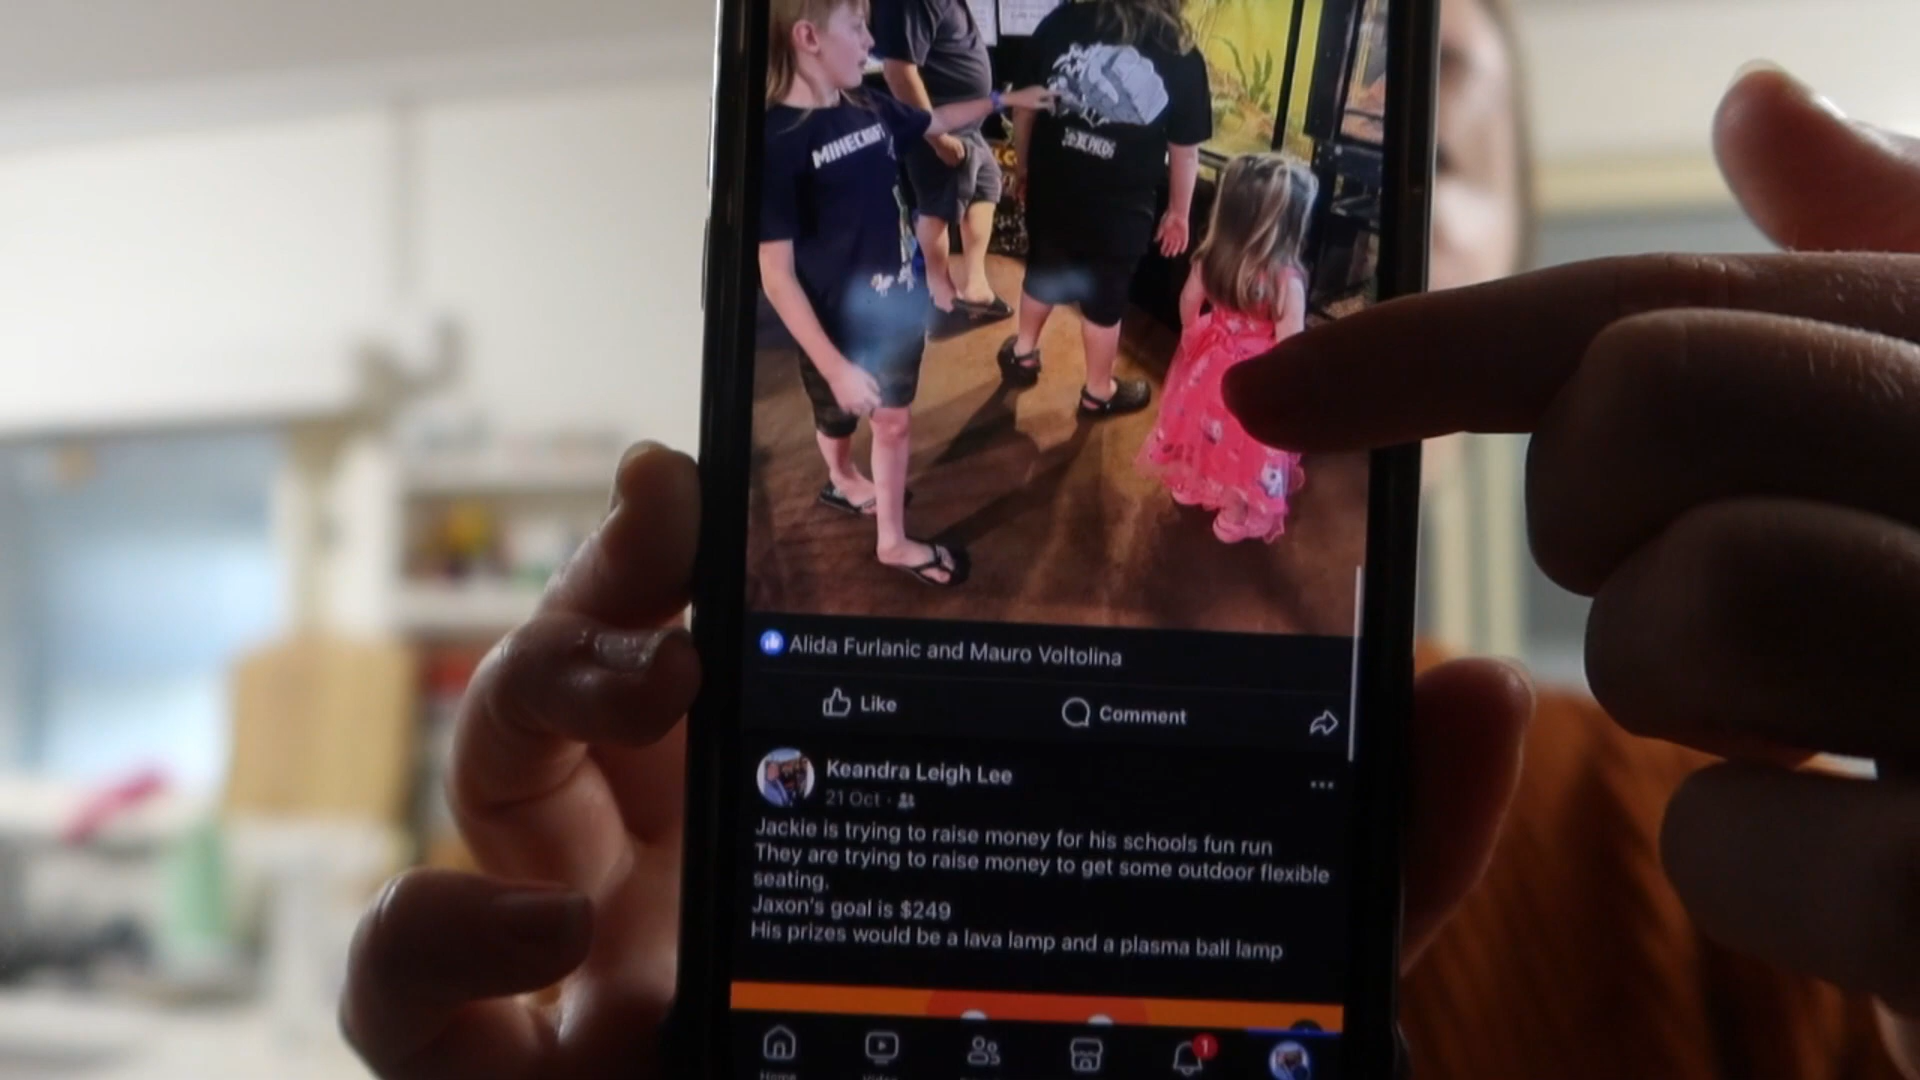 MINECRAFT
Alida Furlanic and Mauro Voltolina
Like
Comment
Keandra Leigh Lee
21 Oct ·
Jackie is trying to raise money for his schools fun run
They are trying to raise money to get some outdoor flexible
seating.
Jaxon's goal is $249
His prizes would be a lava lamp and a plasma ball lamp
1
Home